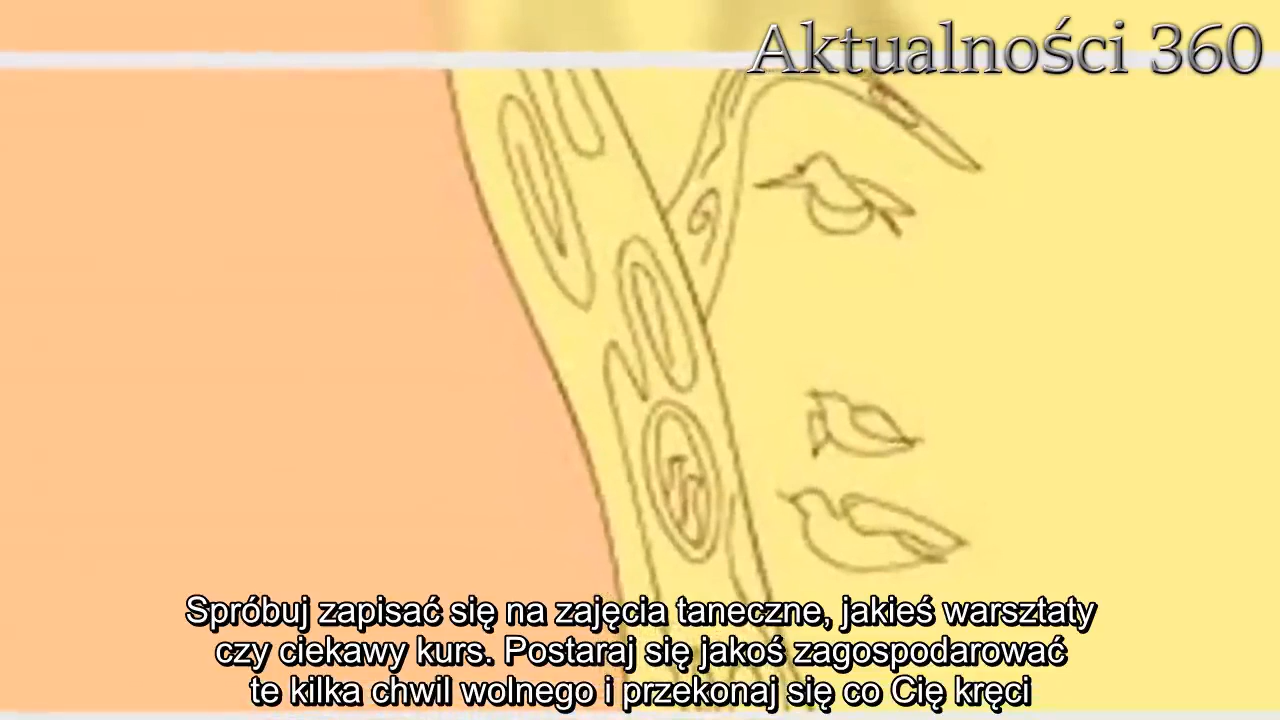 Aktualności 360
Spróbuj zapisać się na zajęcia taneczne, jakieś warsztaty
czy ciekawy kurs. Postaraj się jakoś zagospodarować
te kilka chwil wolnego i przekonaj się co Cię kręci